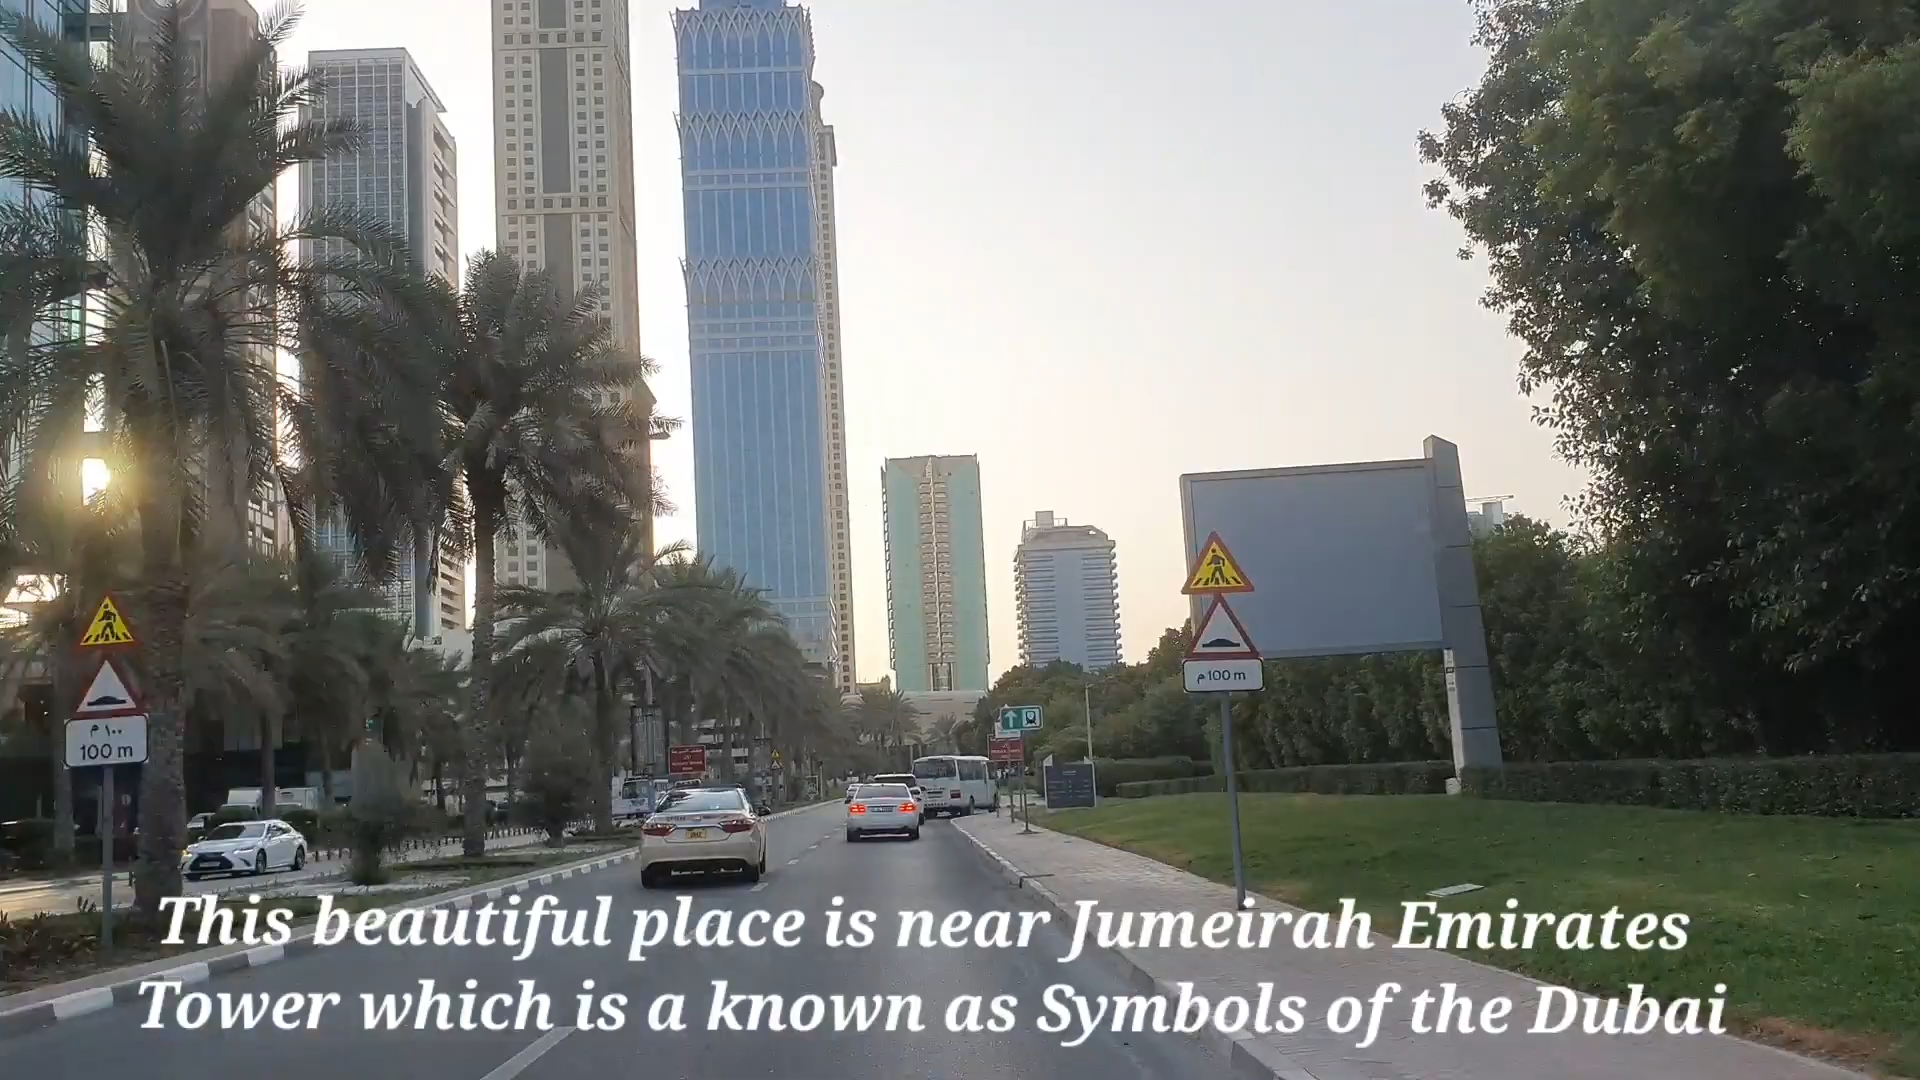 م ١٠٠
100 m
م 100 m
This beautiful place is near Jumeirah Emirates
Tower which is a known as Symbols of the Dubai